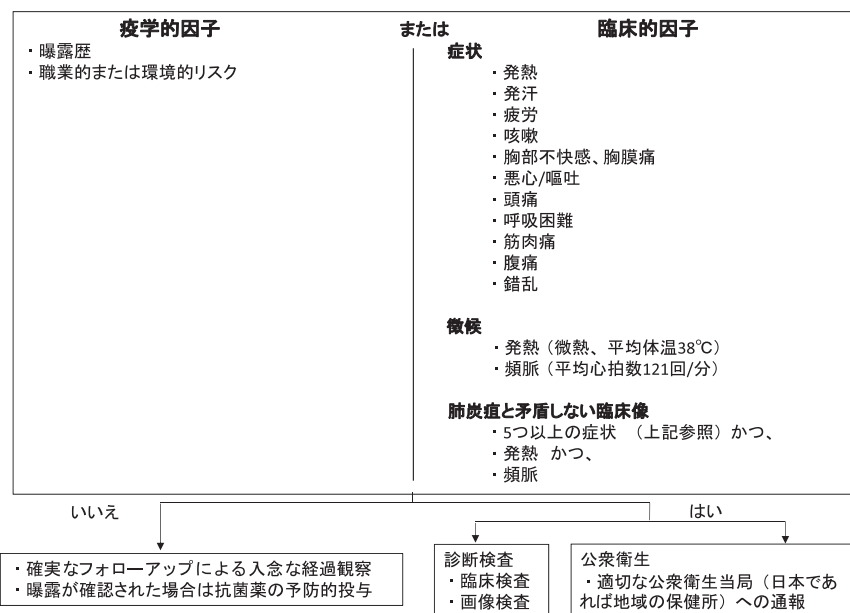 疫学的因子
・曝露歴
・職業的または環境的リスク
または
臨床的因子
症状
・発熱
・発汗
・疲労
・咳嗽
・胸部不快感、胸膜痛
・悪心/嘔吐
・頭痛
・呼吸困難
・筋肉痛
・腹痛
・錯乱
徴候
・発熱（微熱、平均体温38℃）
・頻脈（平均心拍数121回/分）
肺炭疽と矛盾しない臨床像
・5つ以上の症状　（上記参照）かつ、
・発熱　かつ、
・頻脈
いいえ
はい
・確実なフォローアップによる入念な経過観察
・曝露が確認された場合は抗菌薬の予防的投与
診断検査
・臨床検査
・画像検査
公衆衛生
・適切な公衆衛生当局（日本であ
れば地域の保健所）への通報